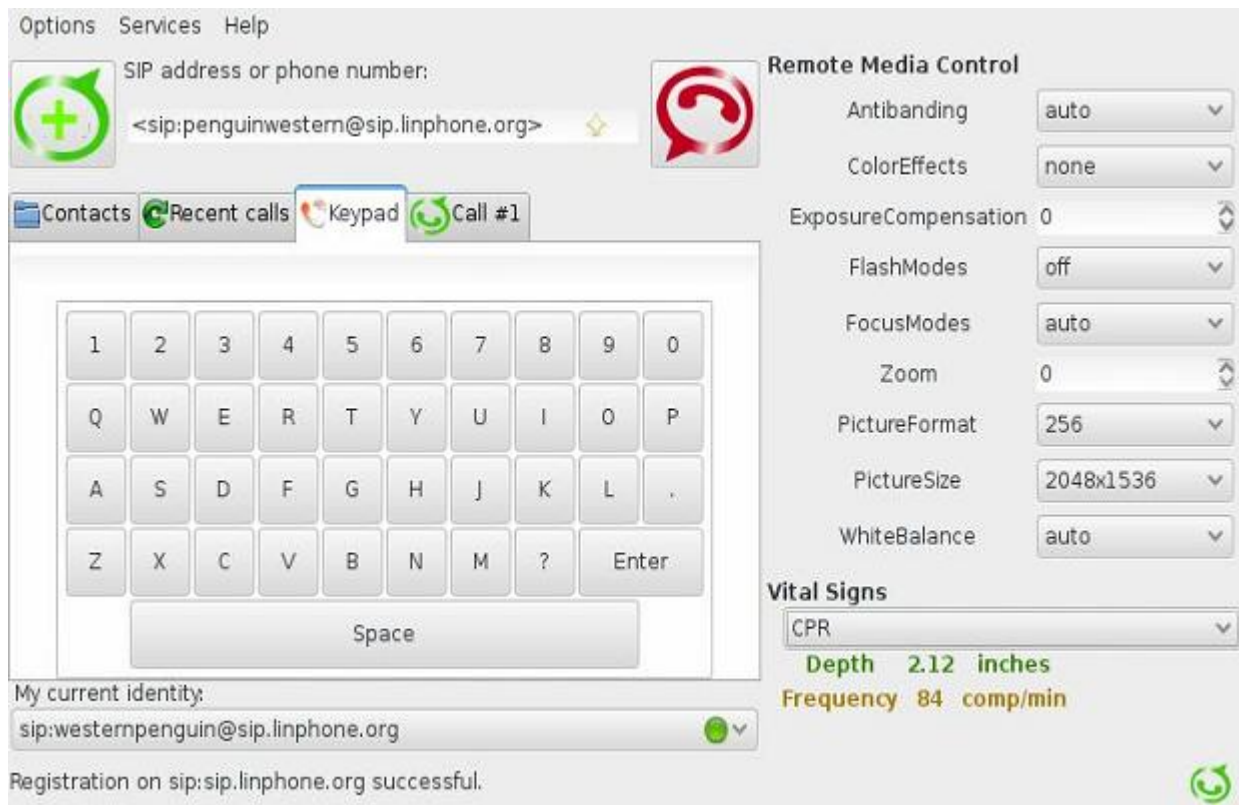 Options Services Help
SIP address or phone number:
<sip:penguinwestern@sip.linphone.org>
Contacts Recent calls Keypad Call #1
1 2 3 4 5 6 7 8 9 0
Q W E R T Y U I O P
A S D F G H J K L .
Z X C V B N M ? Enter
Space
My current identity:
sip:westernpenguin@sip.linphone.org
Registration on sip:sip.linphone.org successful.
Remote Media Control
Antibanding auto
ColorEffects none
ExposureCompensation 0
FlashModes off
FocusModes auto
Zoom 0
PictureFormat 256
PictureSize 2048x1536
WhiteBalance auto
Vital Signs
CPR
Depth 2.12 inches
Frequency 84 comp/min